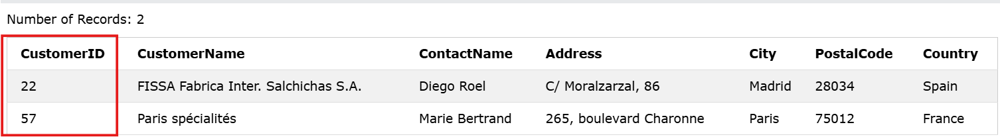 Number of Records: 2
CustomerID CustomerName ContactName Address City PostalCode Country
22 FISSA Fabrica Inter. Salchichas S.A. Diego Roel C/ Moralzarzal, 86 Madrid 28034 Spain
57 Paris spécialités Marie Bertrand 265, boulevard Charonne Paris 75012 France